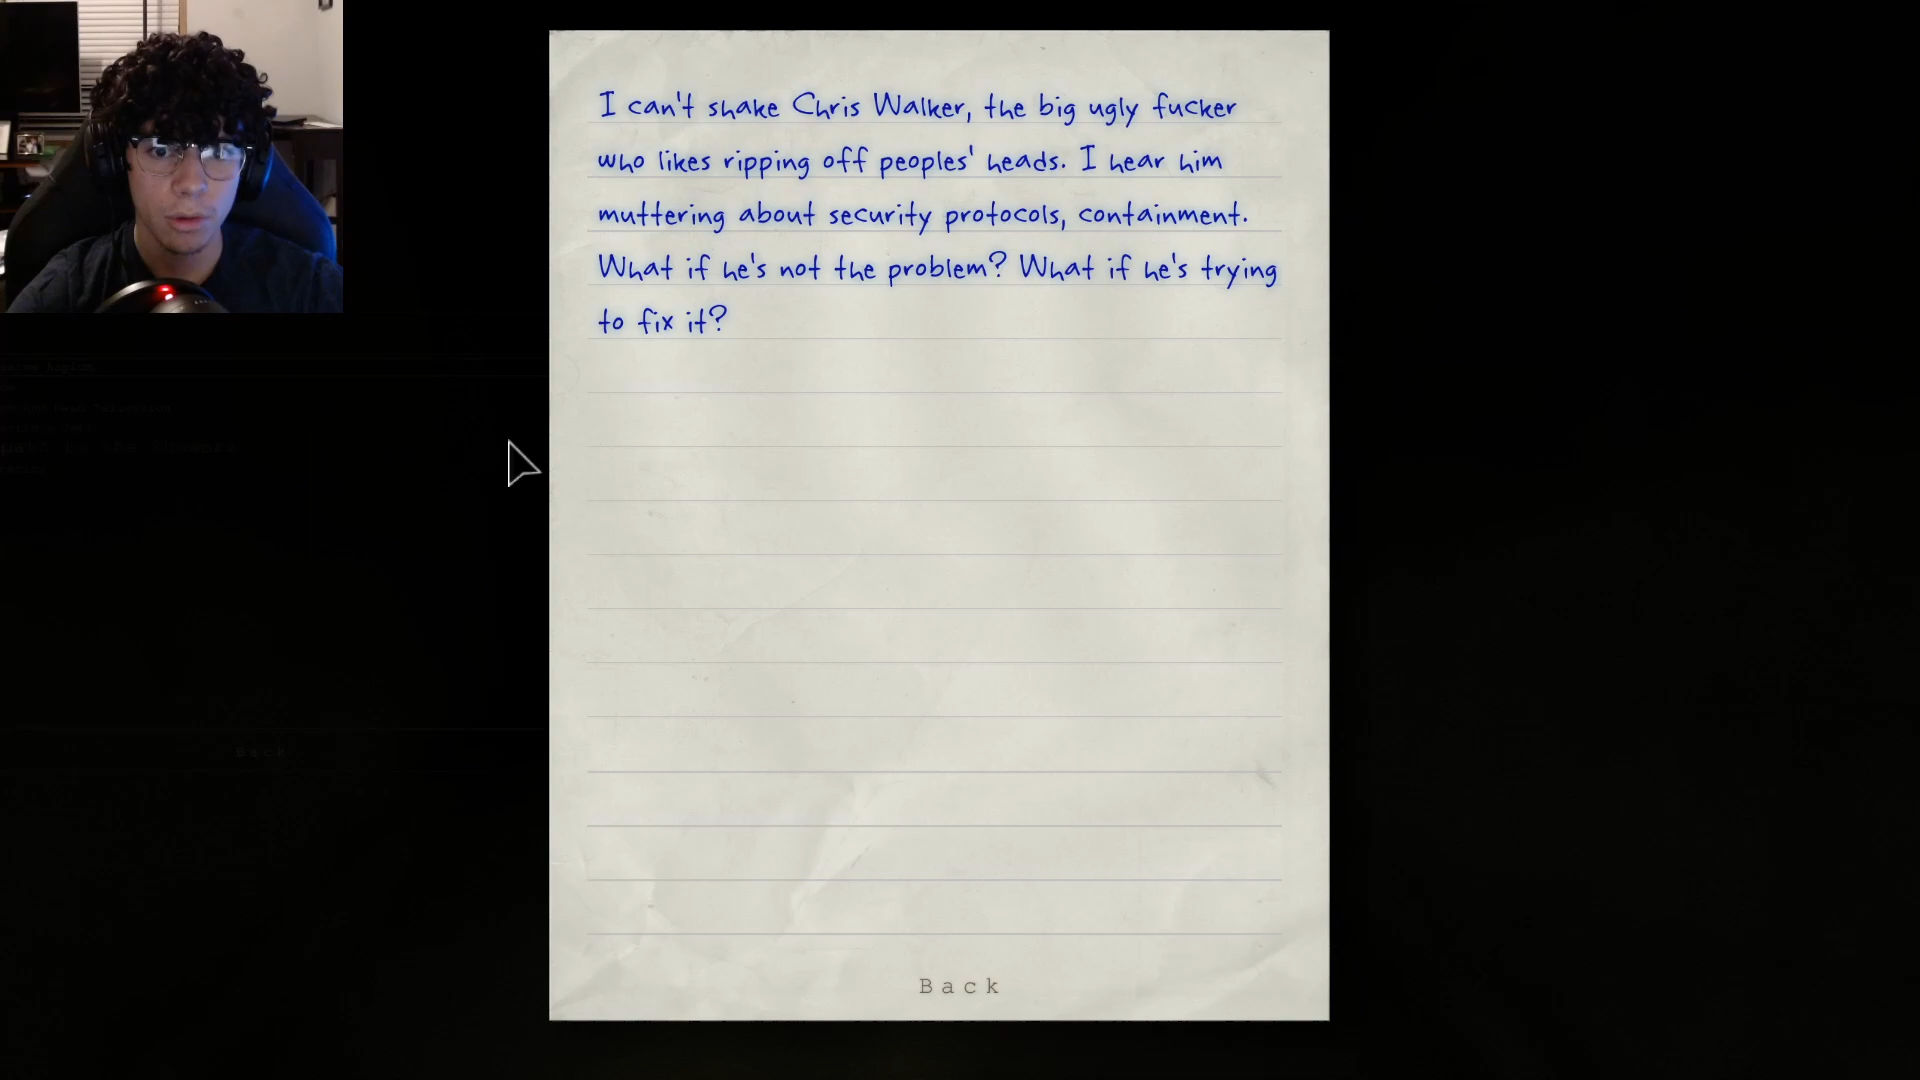 I can't shake Chris Walker, the big ugly fucker
who likes ripping off peoples' heads. I hear him
muttering about security protocols, containment.
What if he's not the problem? What if he's trying
to fix it?
Back
Back